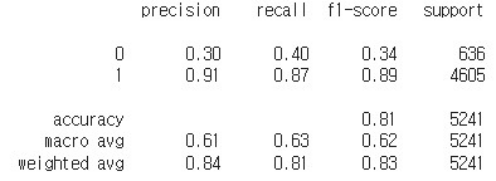 precision recall f1-score support
0 0.30 0.40 0.34 636
1 0.91 0.87 0.89 4605
accuracy 0.81 5241
macro avg 0.61 0.63 0.62 5241
weighted avg 0.84 0.81 0.83 5241